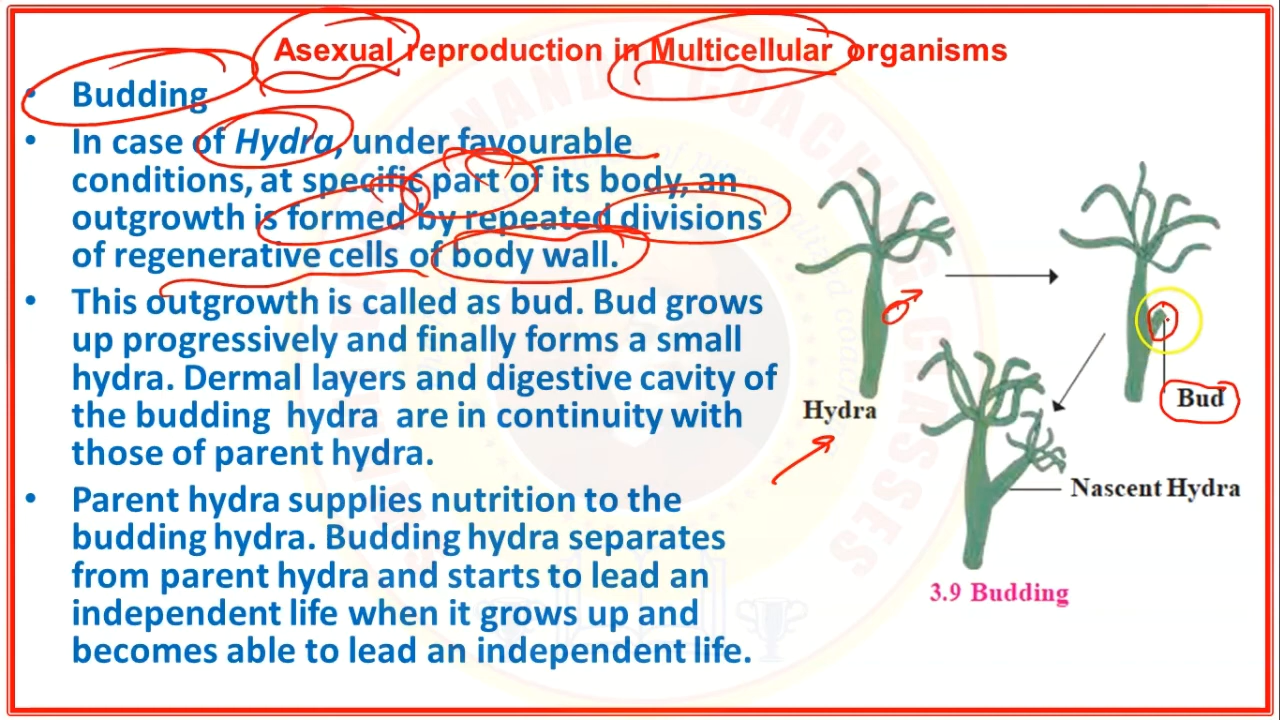 Asexual reproduction in Multicellular organisms
• Budding
• In case of Hydra, under favourable
conditions, at specific part of its body, an
outgrowth is formed by repeated divisions
of regenerative cells of body wall.
• This outgrowth is called as bud. Bud grows
up progressively and finally forms a small
hydra. Dermal layers and digestive cavity of
the budding hydra are in continuity with
those of parent hydra.
• Parent hydra supplies nutrition to the
budding hydra. Budding hydra separates
from parent hydra and starts to lead an
independent life when it grows up and
becomes able to lead an independent life.
Hydra
Bud
Nascent Hydra
3.9 Budding